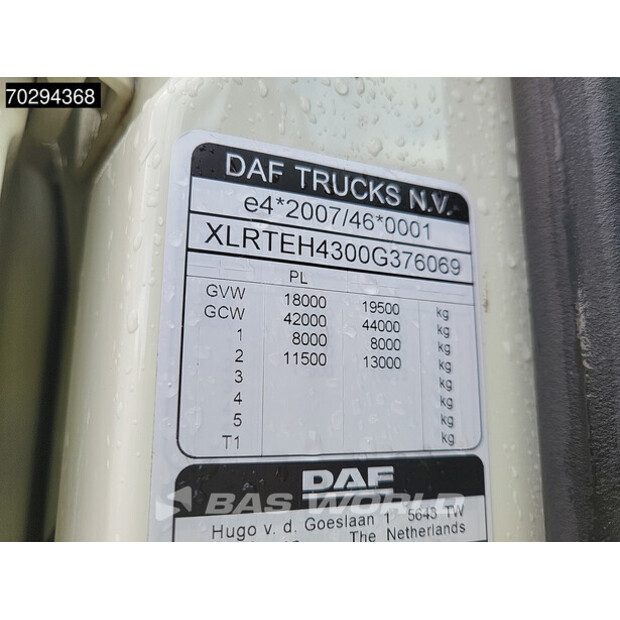 70294368
DAF TRUCKS N.V.
e4*2007/46*0001
XLRTEH4300G376069
PL
GVW 18000 19500 kg
GCW 42000 44000 kg
1 8000 8000 kg
2 11500 13000 kg
3 kg
4 kg
5 kg
T1 kg
DAF
BAS WORLD
Hugo v. d. Goeslaan 1 5643 TW
The Netherlands